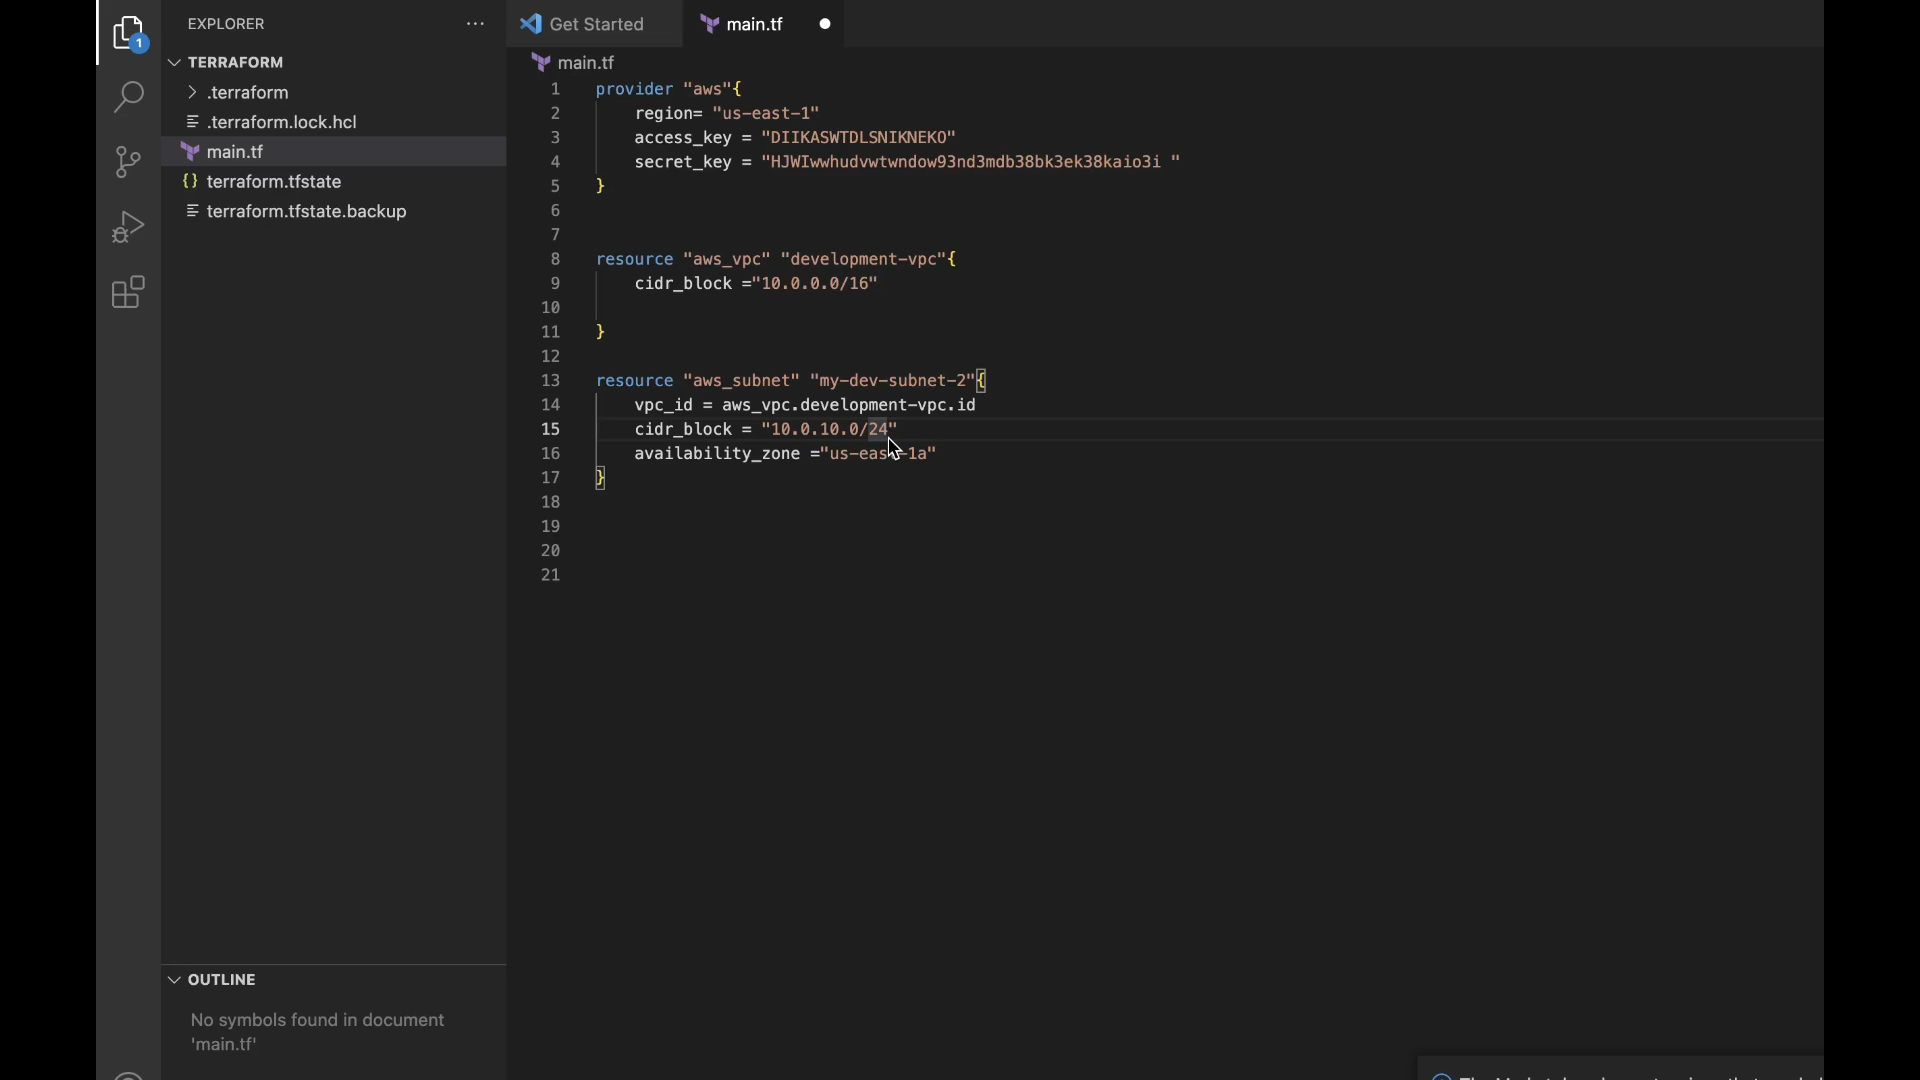 EXPLORER
TERRAFORM
.terraform
.terraform.lock.hcl
main.tf
terraform.tfstate
terraform.tfstate.backup
OUTLINE
No symbols found in document
'main.tf'
1
Get Started
main.tf
main.tf
1 provider "aws"{
2 region= "us-east-1"
3 access_key = "DIIKASWTDLSNIKNEKO"
4 secret_key = "HJWIwwhudvwtwndow93nd3mdb38bk3ek38kaio3i "
5 }
6
7
8 resource "aws_vpc" "development-vpc"{
9 cidr_block ="10.0.0.0/16"
10
11 }
12
13 resource "aws_subnet" "my-dev-subnet-2"{
14 vpc_id = aws_vpc.development-vpc.id
15 cidr_block = "10.0.10.0/24"
16 availability_zone ="us-east-1a"
17 }
18
19
20
21